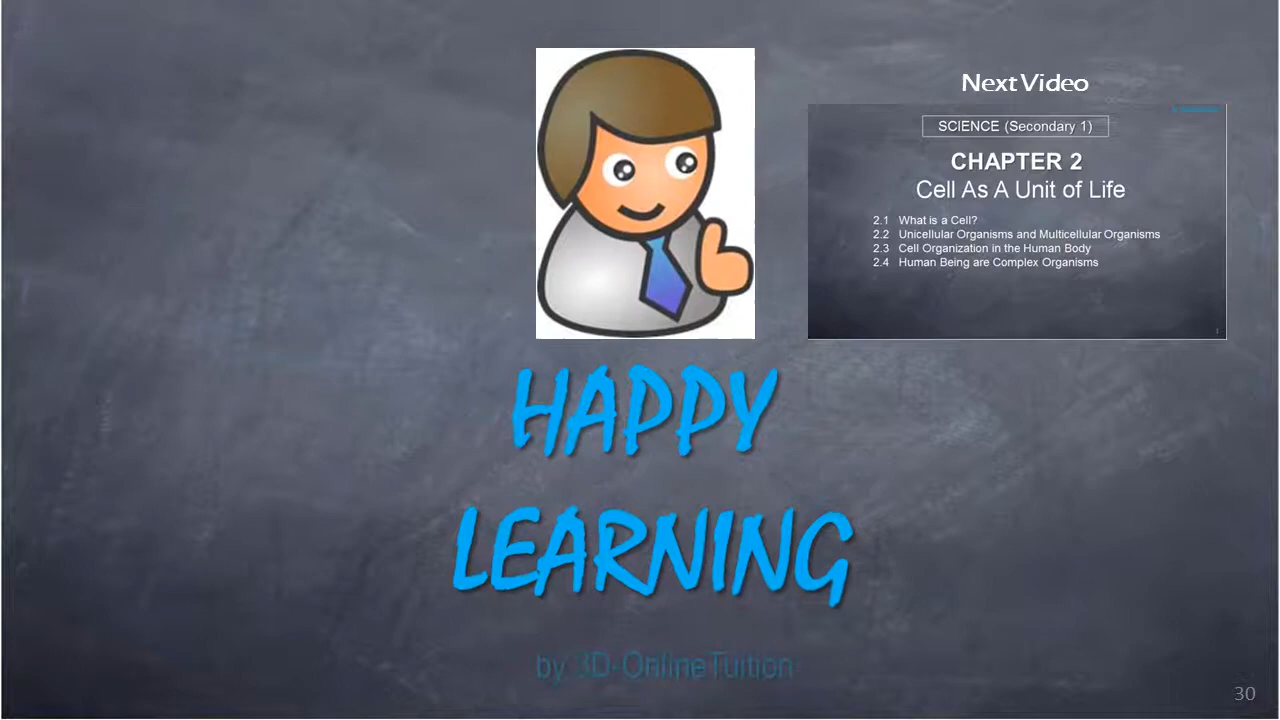 Next Video
SCIENCE (Secondary 1)
CHAPTER 2
Cell As A Unit of Life
2.1 What is a Cell?
2.2 Unicellular Organisms and Multicellular Organisms
2.3 Cell Organization in the Human Body
2.4 Human Being are Complex Organisms
1
HAPPY
LEARNING
by 3D-OnlineTuition
30